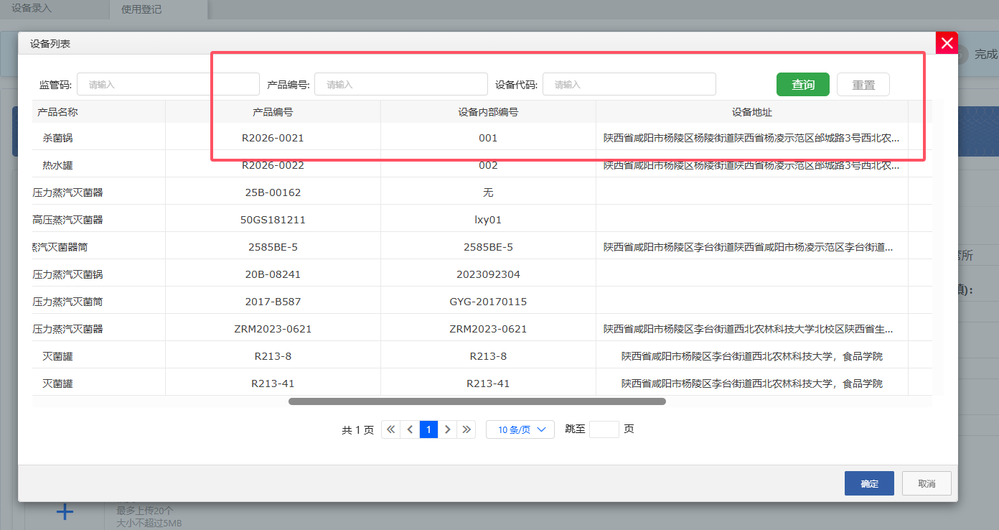 设备录入 使用登记
设备列表
完成
监管码: 请输入 产品编号: 请输入 设备代码: 请输入 查询 重置
产品名称 产品编号 设备内部编号 设备地址
杀菌锅 R2026-0021 001 陕西省咸阳市杨陵区杨陵街道陕西省杨凌示范区邰城路3号西北农...
热水罐 R2026-0022 002 陕西省咸阳市杨陵区杨陵街道陕西省杨凌示范区邰城路3号西北农...
压力蒸汽灭菌器 25B-00162 无
高压蒸汽灭菌器 50GS181211 lxy01
蒸汽灭菌器筒 2585BE-5 2585BE-5 陕西省咸阳市杨陵区李台街道陕西省咸阳市杨凌示范区李台街道...
压力蒸汽灭菌锅 20B-08241 2023092304
压力蒸汽灭菌筒 2017-B587 GYG-20170115
压力蒸汽灭菌器 ZRM2023-0621 ZRM2023-0621 陕西省咸阳市杨陵区李台街道西北农林科技大学北校区陕西省生...
灭菌罐 R213-8 R213-8 陕西省咸阳市杨陵区李台街道西北农林科技大学，食品学院
灭菌罐 R213-41 R213-41 陕西省咸阳市杨陵区李台街道西北农林科技大学，食品学院
共 1 页 1 10 条/页 跳至 页
确定 取消
所
):
最多上传20个
大小不超过5MB